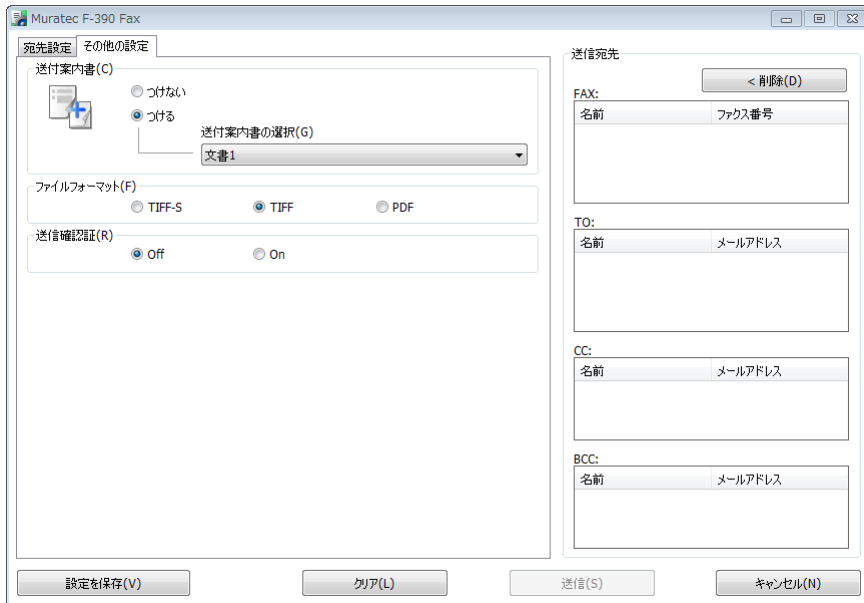 Muratec F-390 Fax
宛先設定 その他の設定
送付案内書(C)
つけない
つける
送付案内書の選択(G)
文書1
ファイルフォーマット(F)
TIFF-S TIFF PDF
送信確認証(R)
Off On
送信宛先
< 削除(D)
FAX:
名前 ファクス番号
TO:
名前 メールアドレス
CC:
名前 メールアドレス
BCC:
名前 メールアドレス
設定を保存(V) クリア(L) 送信(S) キャンセル(N)